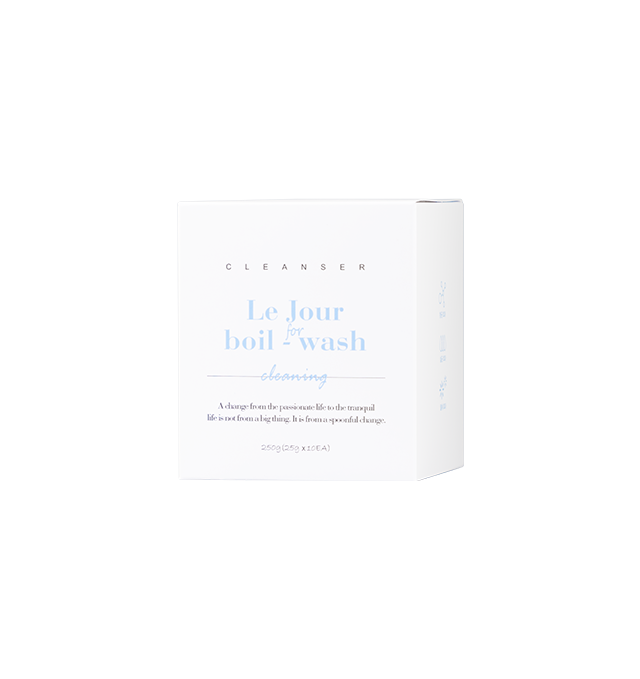 CLEANSER
Le Jour
for
boil - wash
cleaning
A change from the passionate life to the tranquil
life is not from a big thing. It is from a spoonful change.
250g(25g x 10EA)